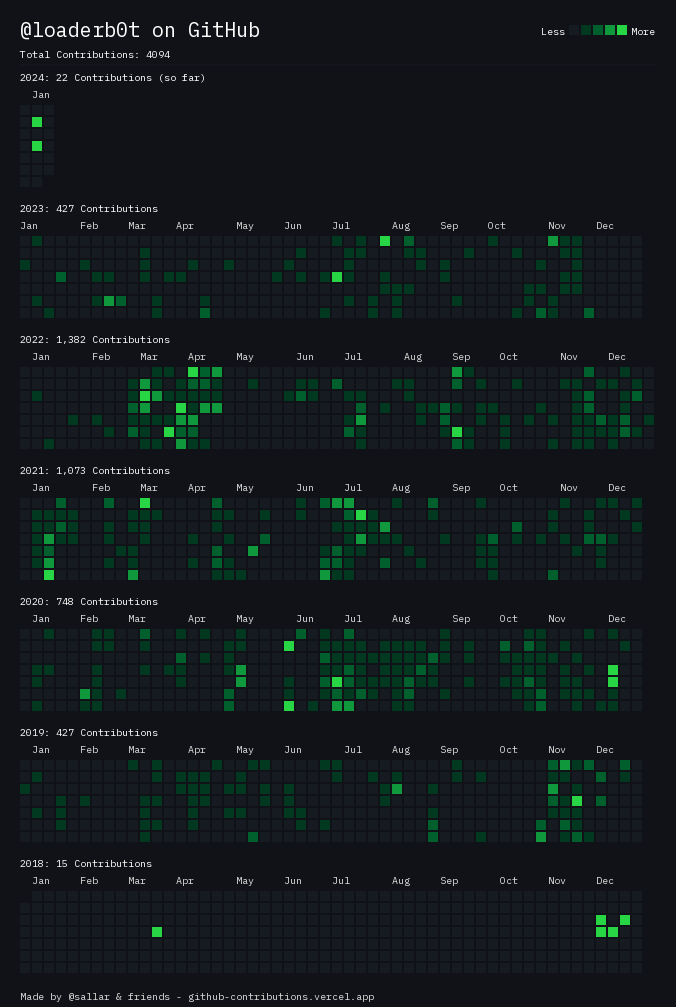 @loaderb0t on GitHub
Less More
Total Contributions: 4094
2024: 22 Contributions (so far)
Jan
2023: 427 Contributions
Jan Feb Mar Apr May Jun Jul Aug Sep Oct Nov Dec
2022: 1,382 Contributions
Jan Feb Mar Apr May Jun Jul Aug Sep Oct Nov Dec
2021: 1,073 Contributions
Jan Feb Mar Apr May Jun Jul Aug Sep Oct Nov Dec
2020: 748 Contributions
Jan Feb Mar Apr May Jun Jul Aug Sep Oct Nov Dec
2019: 427 Contributions
Jan Feb Mar Apr May Jun Jul Aug Sep Oct Nov Dec
2018: 15 Contributions
Jan Feb Mar Apr May Jun Jul Aug Sep Oct Nov Dec
Made by @sallar & friends - github-contributions.vercel.app